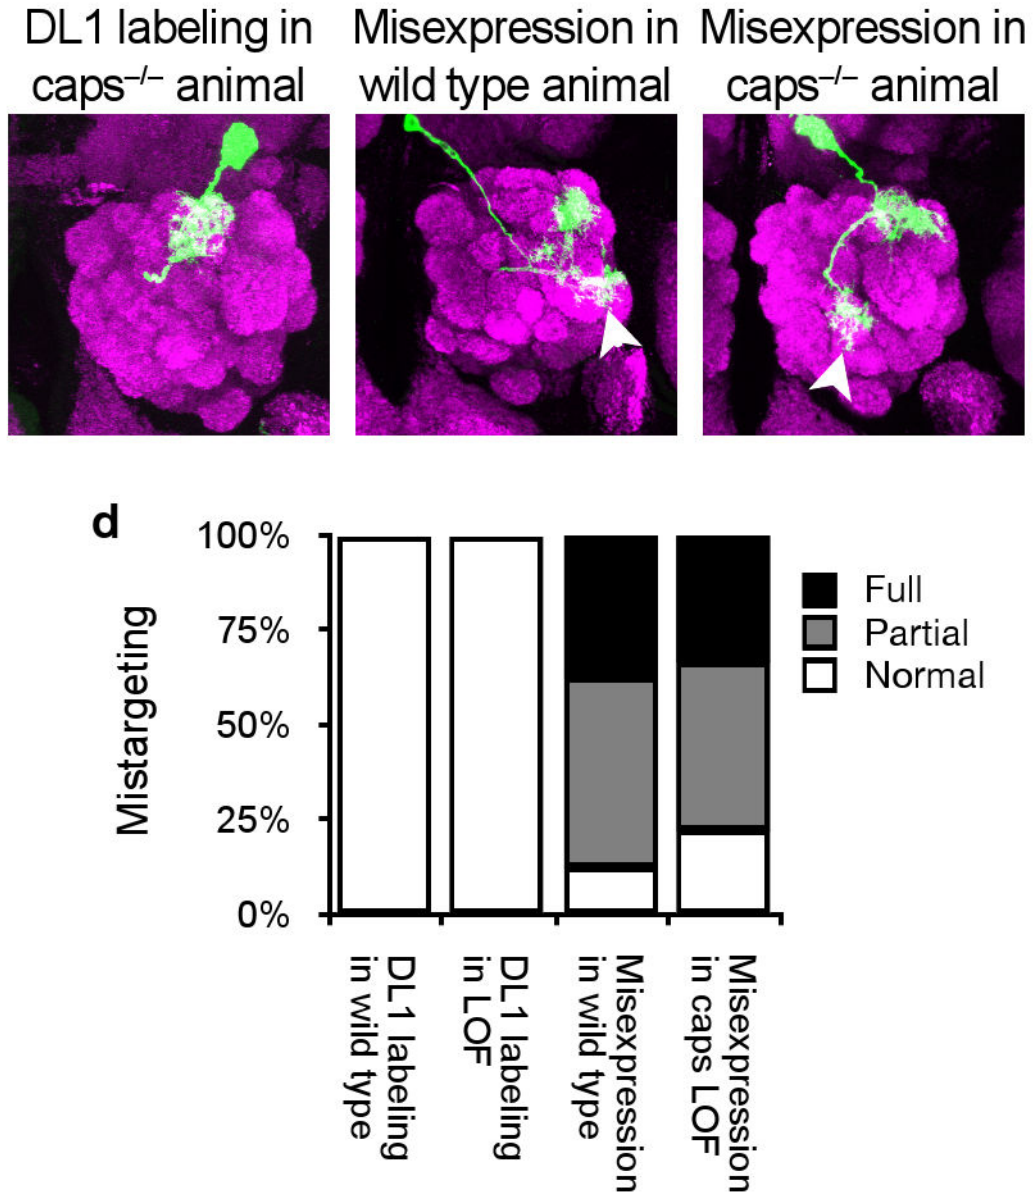 DL1 labeling in
caps–/– animal
Misexpression in
wild type animal
Misexpression in
caps–/– animal
d
100%
75%
50%
25%
0%
Mistargeting
Full
Partial
Normal
DL1 labeling
in wild type
DL1 labeling
in LOF
Misexpression
in wild type
Misexpression
in caps LOF